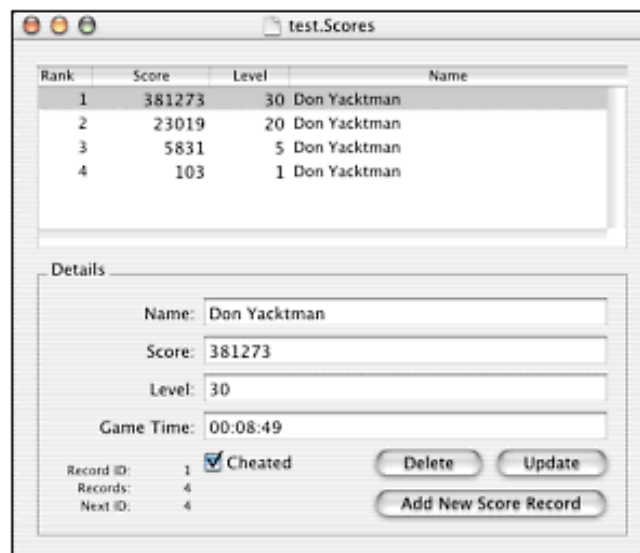 test.Scores
Rank Score Level Name
1 381273 30 Don Yacktman
2 23019 20 Don Yacktman
3 5831 5 Don Yacktman
4 103 1 Don Yacktman
Details
Name: Don Yacktman
Score: 381273
Level: 30
Game Time: 00:08:49
Record ID: 1 Cheated Delete Update
Records: 4
Next ID: 4 Add New Score Record